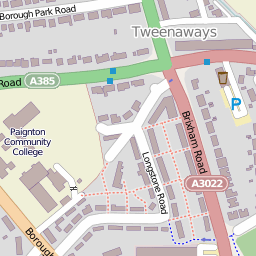 Borough Park Road
Tweenaways
Road
A385
P
Brixham Road
Paignton
Community
College
Longstone Road
A3022
Borough